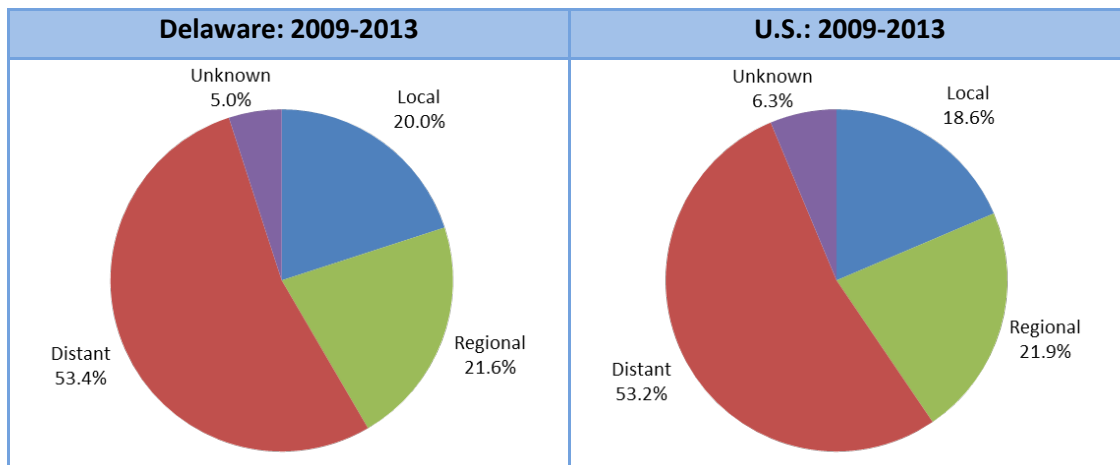 Delaware: 2009-2013
Unknown
5.0%
Local
20.0%
Regional
21.6%
Distant
53.4%
U.S.: 2009-2013
Unknown
6.3%
Local
18.6%
Regional
21.9%
Distant
53.2%